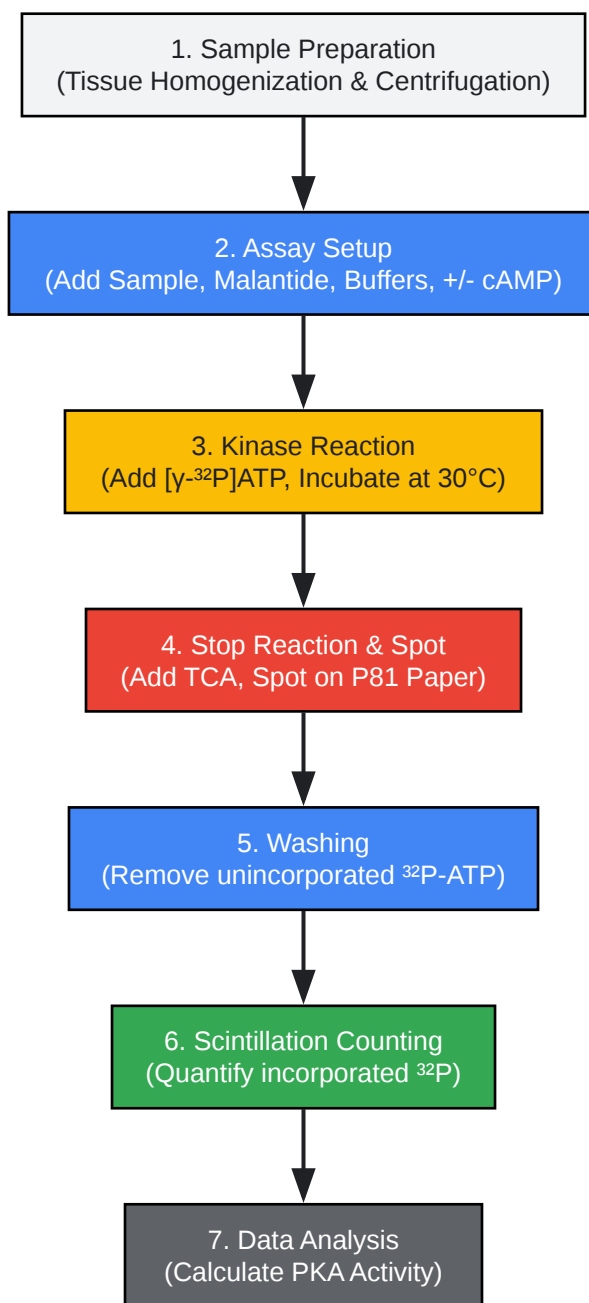 1. Sample Preparation
(Tissue Homogenization & Centrifugation)
2. Assay Setup
(Add Sample, Malantide, Buffers, +/- cAMP)
3. Kinase Reaction
(Add [γ-³²P]ATP, Incubate at 30°C)
4. Stop Reaction & Spot
(Add TCA, Spot on P81 Paper)
5. Washing
(Remove unincorporated ³²P-ATP)
6. Scintillation Counting
(Quantify incorporated ³²P)
7. Data Analysis
(Calculate PKA Activity)